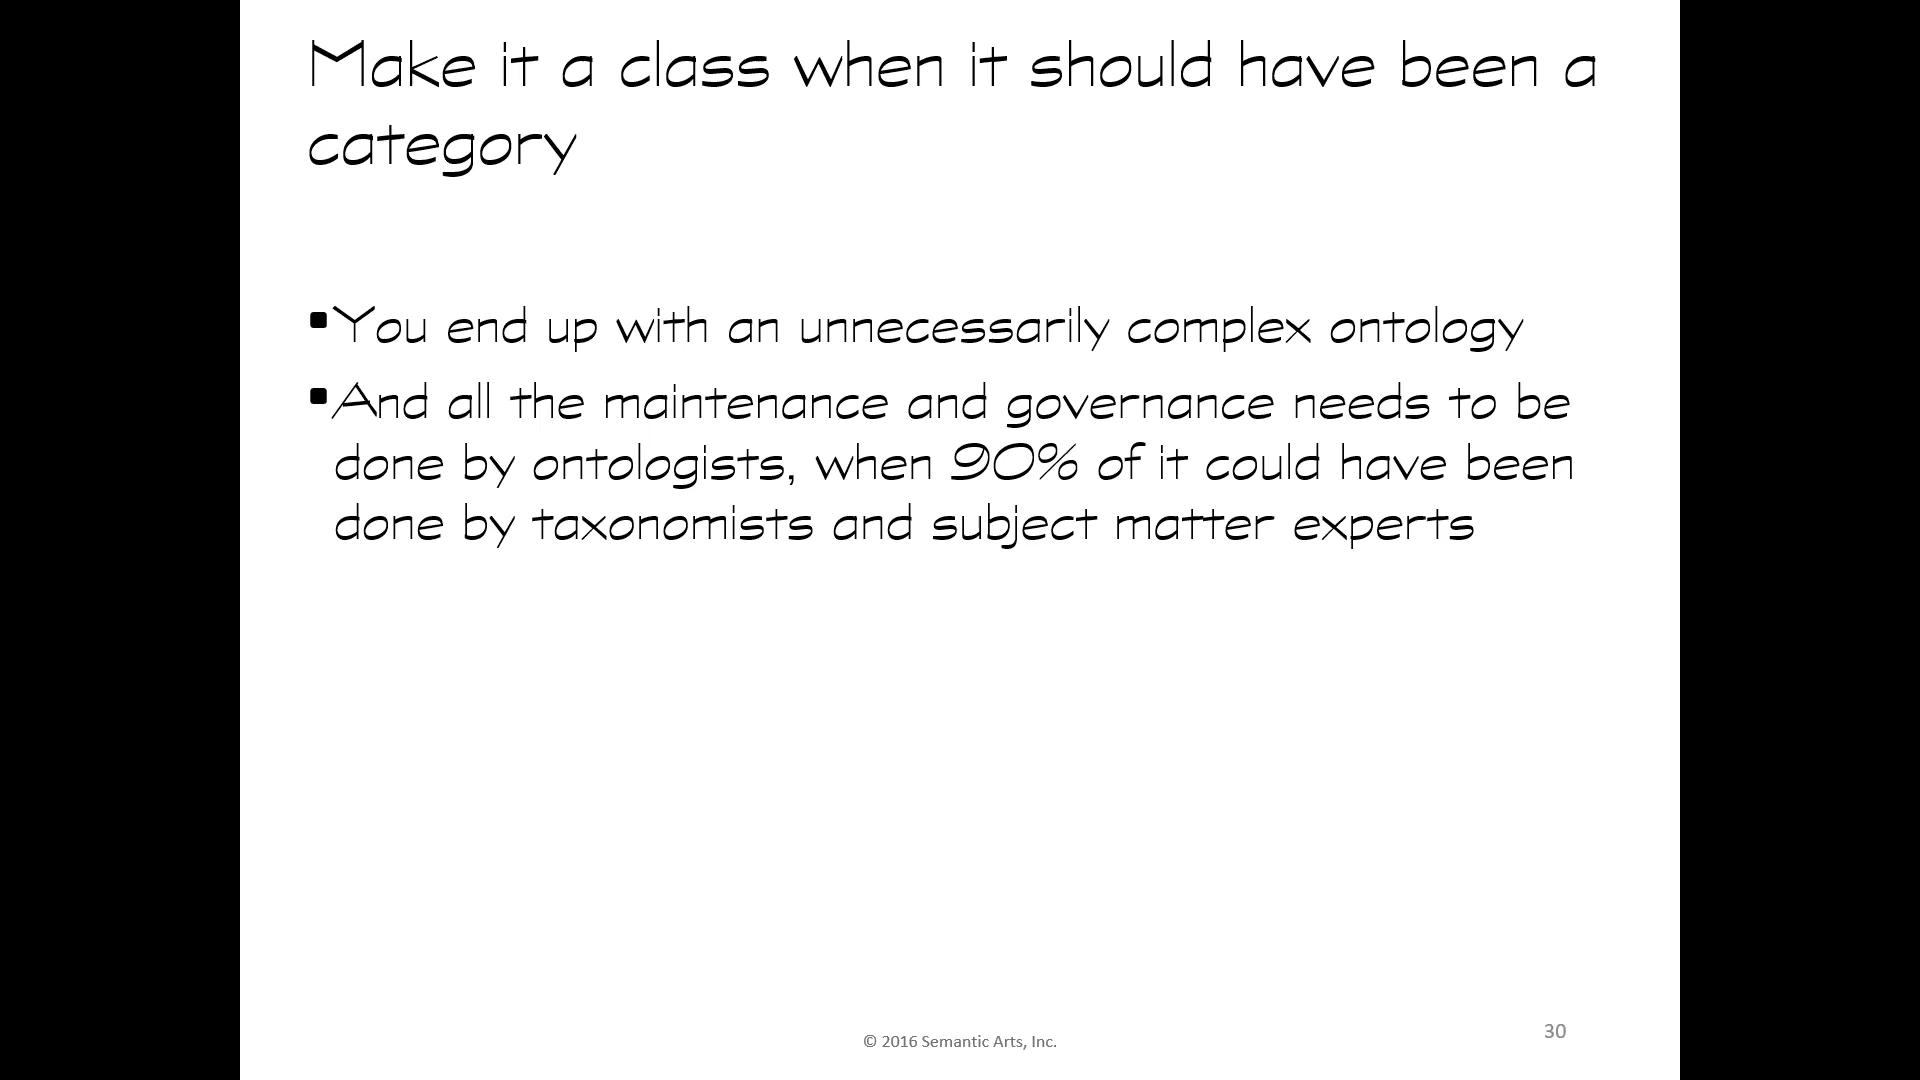 Make it a class when it should have been a
category
▪You end up with an unnecessarily complex ontology
▪And all the maintenance and governance needs to be
done by ontologists, when 90% of it could have been
done by taxonomists and subject matter experts
© 2016 Semantic Arts, Inc.
30